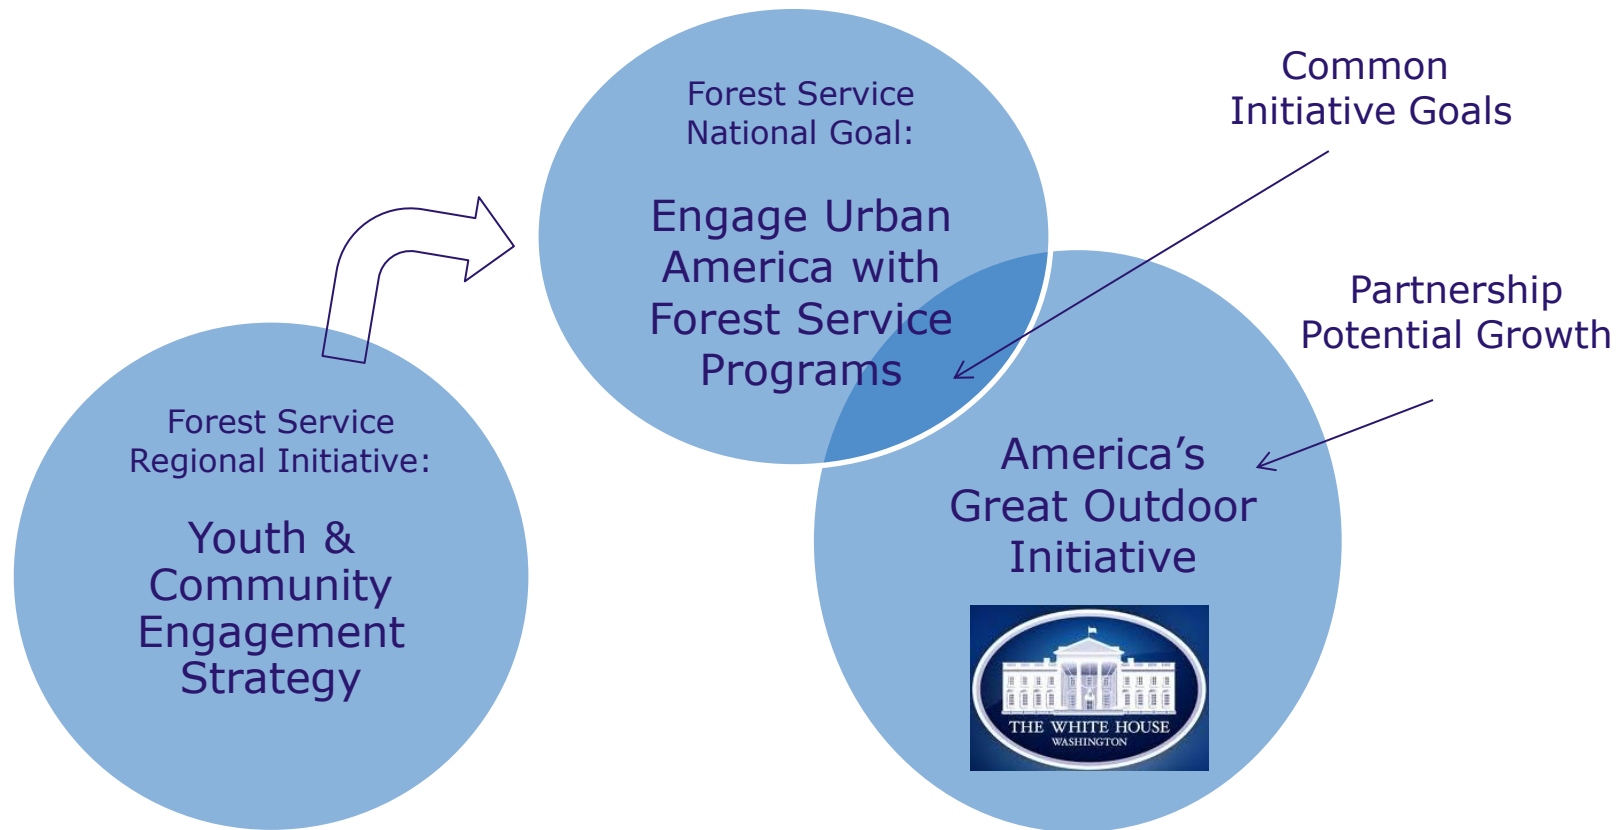 Forest Service
National Goal:
Engage Urban
America with
Forest Service
Programs
Common
Initiative Goals
Partnership
Potential Growth
Forest Service
Regional Initiative:
Youth &
Community
Engagement
Strategy
America’s
Great Outdoor
Initiative
THE WHITE HOUSE
WASHINGTON